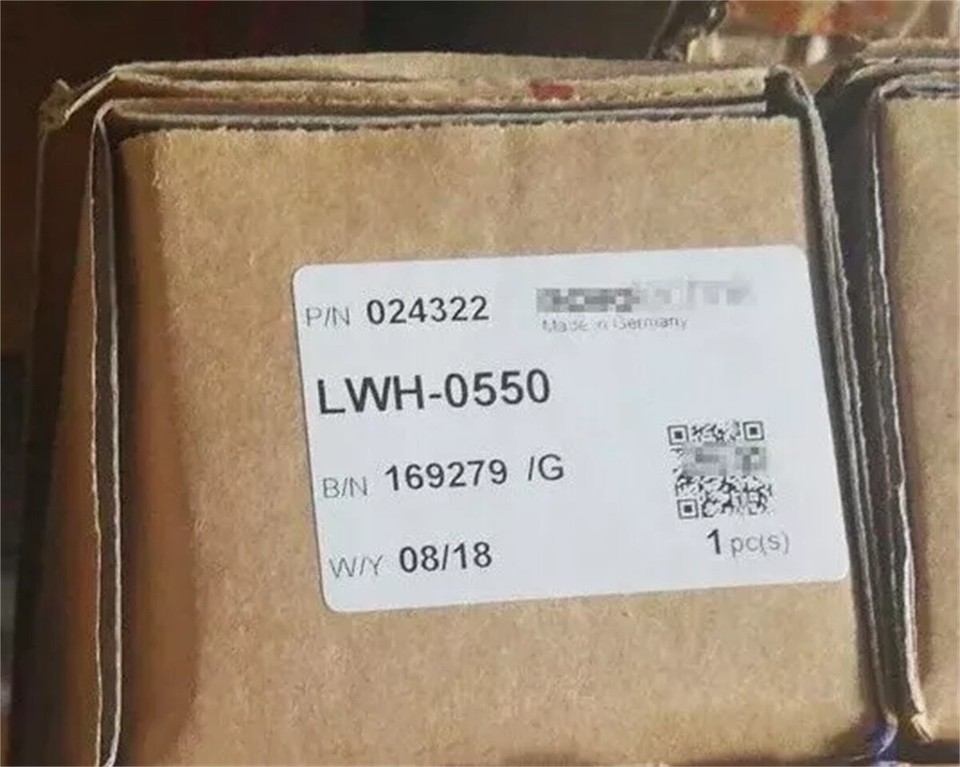 P/N 024322
Made in Germany
LWH-0550
B/N 169279 /G
W/Y 08/18
1 pc(s)